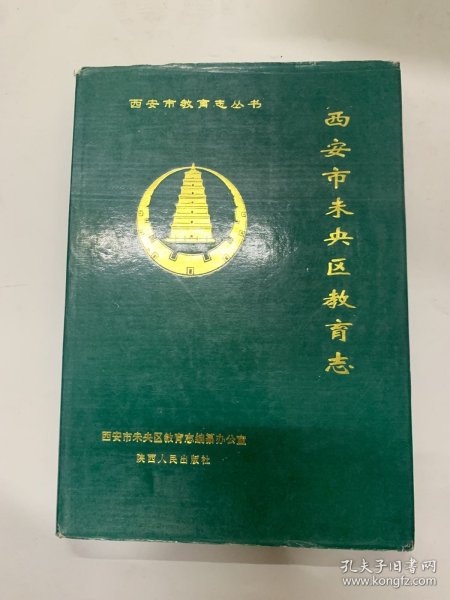 西安市教育志丛书
西安市未央区教育志
西安市未央区教育志编纂办公室
陕西人民出版社
孔夫子旧书网
www.kongfz.com